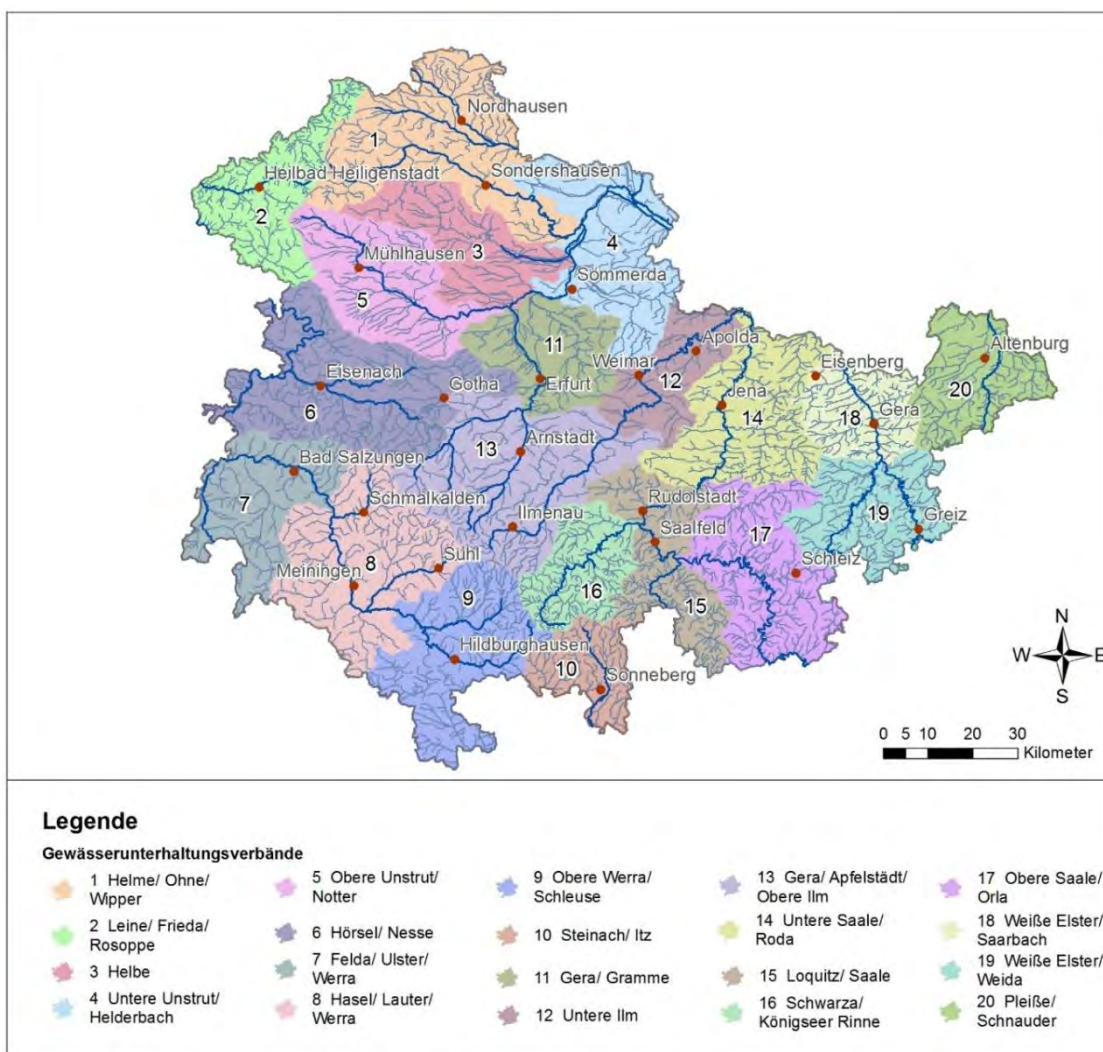 Nordhausen
1
Heilbad Heiligenstadt
Sondershausen
2
4
3
Mühlhausen
Sömmerda
5
11
Apolda
Altenburg
Weimar
12
Eisenberg
20
Eisenach
Gotha
Erfurt
Jena
14
18
Gera
6
13
Arnstadt
Bad Salzungen
7
Schmalkalden
Ilmenau
Rudolstadt
17
19
Greiz
Saalfeld
Schleiz
8
Suhl
Meiningen
9
16
15
Hildburghausen
10
Sonneberg
N
W
E
S
0 5 10 20 30
Kilometer
Legende
Gewässerunterhaltungsverbände
1 Helme/ Ohne/
Wipper
2 Leine/ Frieda/
Rosoppe
3 Helbe
4 Untere Unstrut/
Helderbach
5 Obere Unstrut/
Notter
6 Hörsel/ Nesse
7 Felda/ Ulster/
Werra
8 Hasel/ Lauter/
Werra
9 Obere Werra/
Schleuse
10 Steinach/ Itz
11 Gera/ Gramme
12 Untere Ilm
13 Gera/ Apfelstädt/
Obere Ilm
14 Untere Saale/
Roda
15 Loquitz/ Saale
16 Schwarza/
Königseer Rinne
17 Obere Saale/
Orla
18 Weiße Elster/
Saarbach
19 Weiße Elster/
Weida
20 Pleiße/
Schnauder